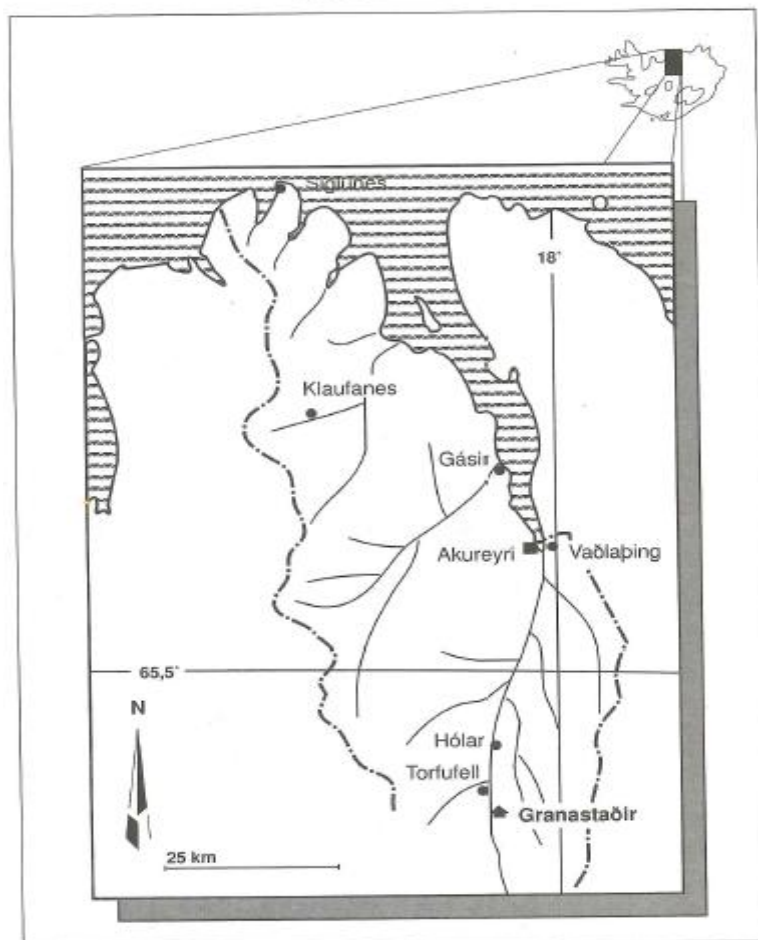 Siglunes
18°
Klaufanes
Gásir
Akureyri
Vaðlaþing
65,5°
N
Hólar
Torfufell
Granastaðir
25 km